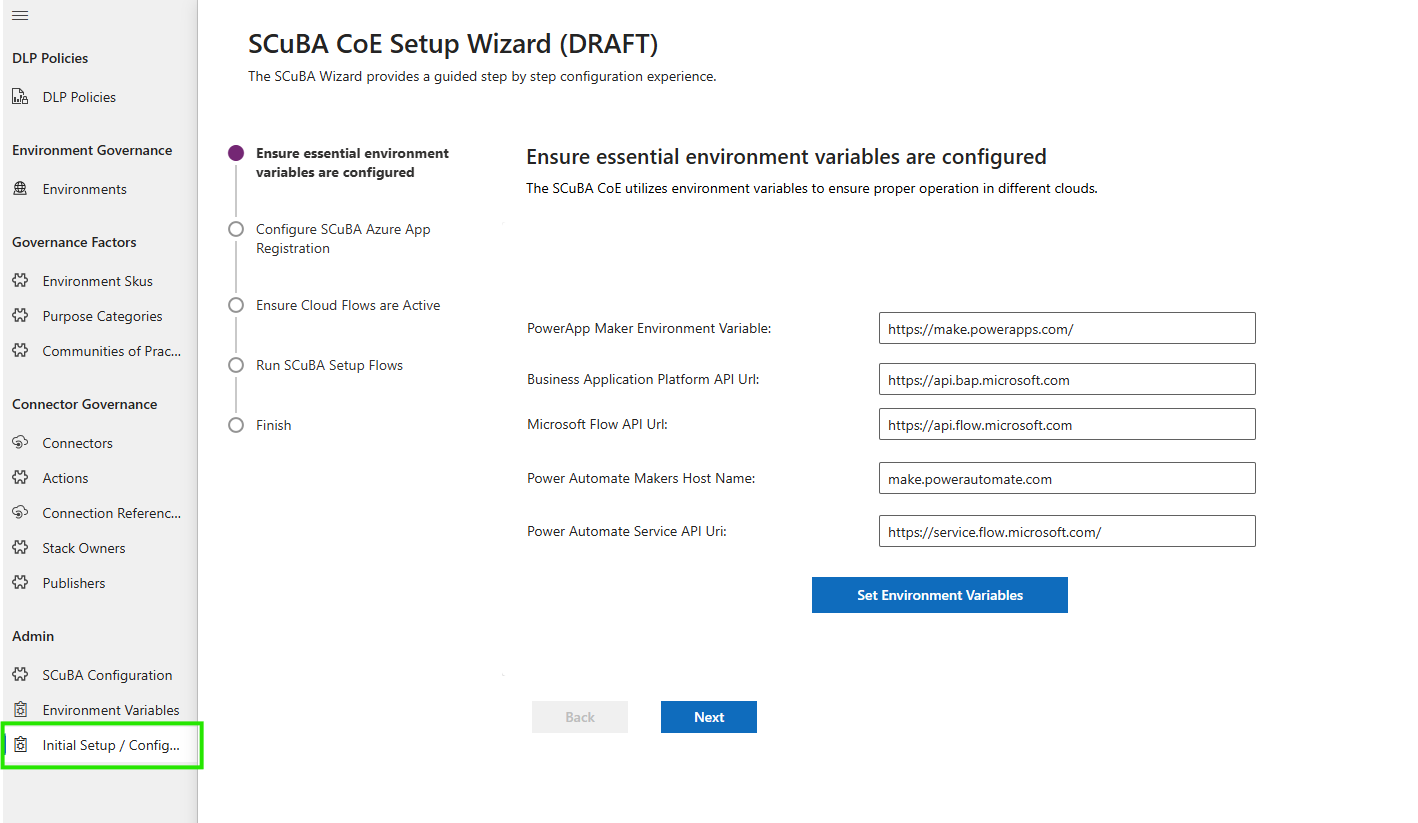 DLP Policies
DLP Policies
Environment Governance
Environments
Governance Factors
Environment Skus
Purpose Categories
Communities of Prac...
Connector Governance
Connectors
Actions
Connection Referenc...
Stack Owners
Publishers
Admin
SCuBA Configuration
Environment Variables
Initial Setup / Config...
SCuBA CoE Setup Wizard (DRAFT)
The SCuBA Wizard provides a guided step by step configuration experience.
Ensure essential environment
variables are configured
Configure SCuBA Azure App
Registration
Ensure Cloud Flows are Active
Run SCuBA Setup Flows
Finish
Ensure essential environment variables are configured
The SCuBA CoE utilizes environment variables to ensure proper operation in different clouds.
PowerApp Maker Environment Variable:
https://make.powerapps.com/
Business Application Platform API Url:
https://api.bap.microsoft.com
Microsoft Flow API Url:
https://api.flow.microsoft.com
Power Automate Makers Host Name:
make.powerautomate.com
Power Automate Service API Uri:
https://service.flow.microsoft.com/
Set Environment Variables
Back
Next